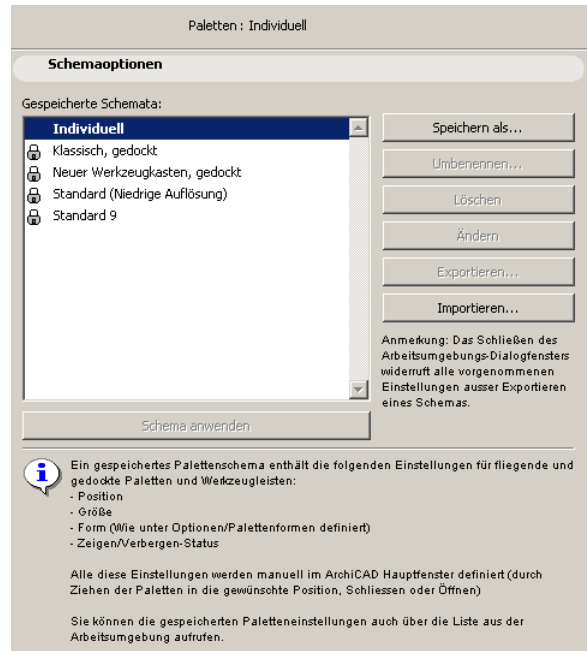 Paletten : Individuell
Schemaoptionen
Gespeicherte Schemata:
Individuell
Klassisch, gedockt
Neuer Werkzeugkasten, gedockt
Standard (Niedrige Auflösung)
Standard 9
Speichern als...
Umbenennen...
Löschen
Ändern
Exportieren...
Importieren...
Anmerkung: Das Schließen des
Arbeitsumgebungs-Dialogfensters
widerruft alle vorgenommenen
Einstellungen ausser Exportieren
eines Schemas.
Schema anwenden
Ein gespeichertes Palettenschema enthält die folgenden Einstellungen für fliegende und
gedockte Paletten und Werkzeugleisten:
- Position
- Größe
- Form (Wie unter Optionen/Palettenformen definiert)
- Zeigen/Verbergen-Status
Alle diese Einstellungen werden manuell im ArchiCAD Hauptfenster definiert (durch
Ziehen der Paletten in die gewünschte Position, Schliessen oder Öffnen)
Sie können die gespeicherten Paletteneinstellungen auch über die Liste aus der
Arbeitsumgebung aufrufen.